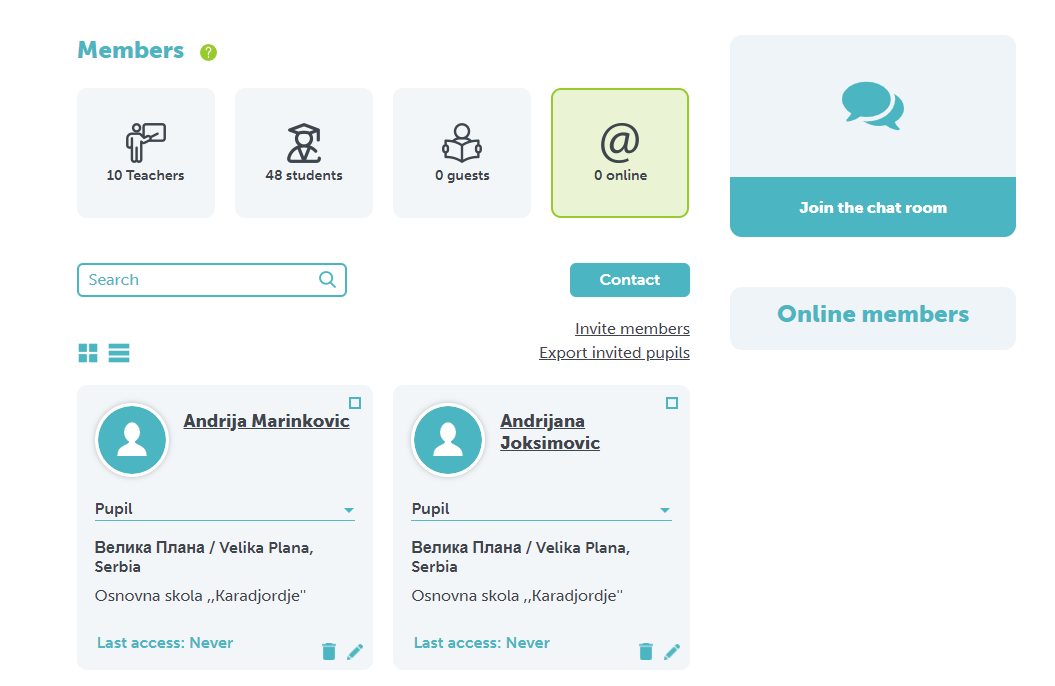 Members
?
10 Teachers
48 students
0 guests
@
0 online
Join the chat room
Search
Contact
Invite members
Export invited pupils
Online members
Andrija Marinkovic
Pupil
Велика Плана / Velika Plana,
Serbia
Osnovna skola ,,Karadjordje''
Last access: Never
Andrijana
Joksimovic
Pupil
Велика Плана / Velika Plana,
Serbia
Osnovna skola ,,Karadjordje''
Last access: Never